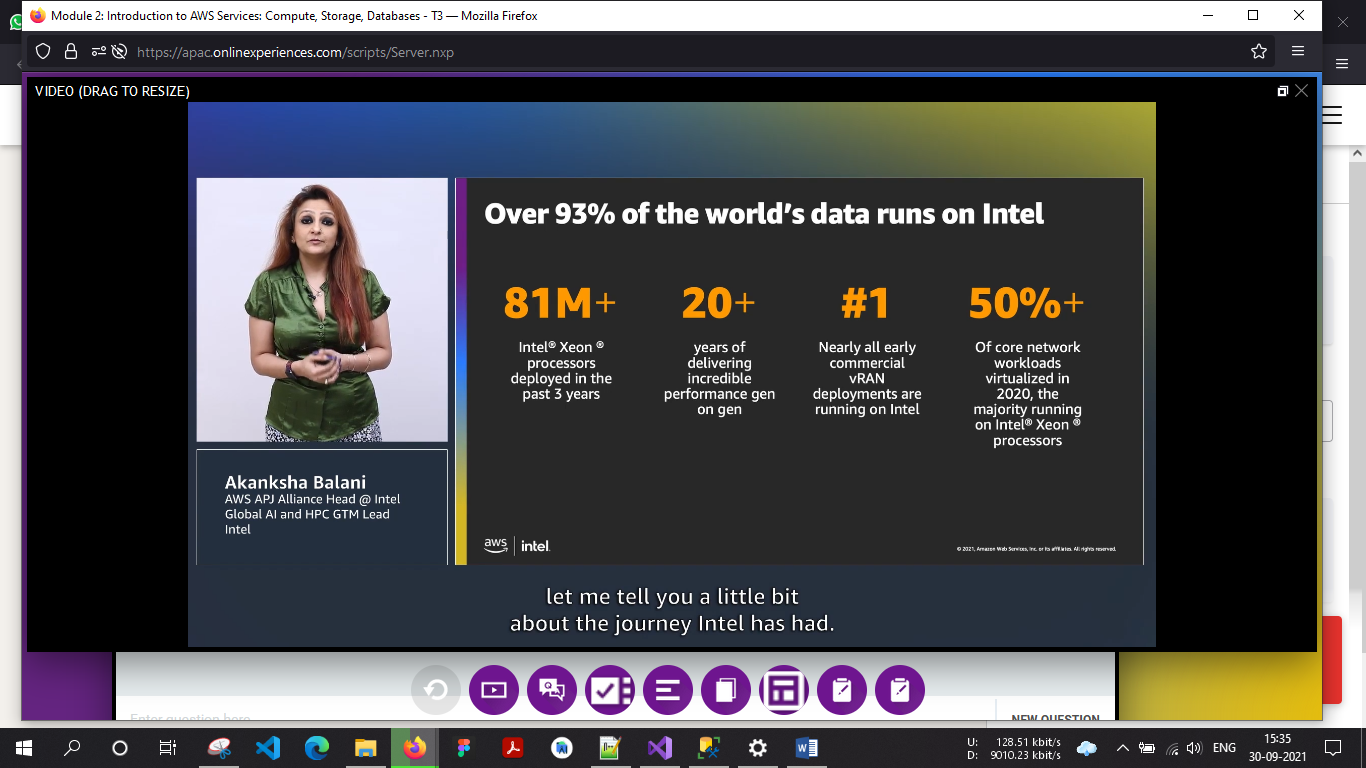 Module 2: Introduction to AWS Services: Compute, Storage, Databases - T3 — Mozilla Firefox
https://apac.onlinexperiences.com/scripts/Server.nxp
VIDEO (DRAG TO RESIZE)
Over 93% of the world's data runs on Intel
81M+
Intel® Xeon ®
processors
deployed in the
past 3 years
20+
years of
delivering
incredible
performance gen
on gen
#1
Nearly all early
commercial
vRAN
deployments are
running on Intel
50%+
Of core network
workloads
virtualized in
2020, the
majority running
on Intel® Xeon ®
processors
Akanksha Balani
AWS APJ Alliance Head @ Intel
Global AI and HPC GTM Lead
Intel
aws
intel.
© 2021, Amazon Web Services, Inc. or its affiliates. All rights reserved.
let me tell you a little bit
about the journey Intel has had.
Enter question here
NEW QUESTION
U: 128.51 kbit/s
D: 9010.23 kbit/s
ENG
15:35
30-09-2021